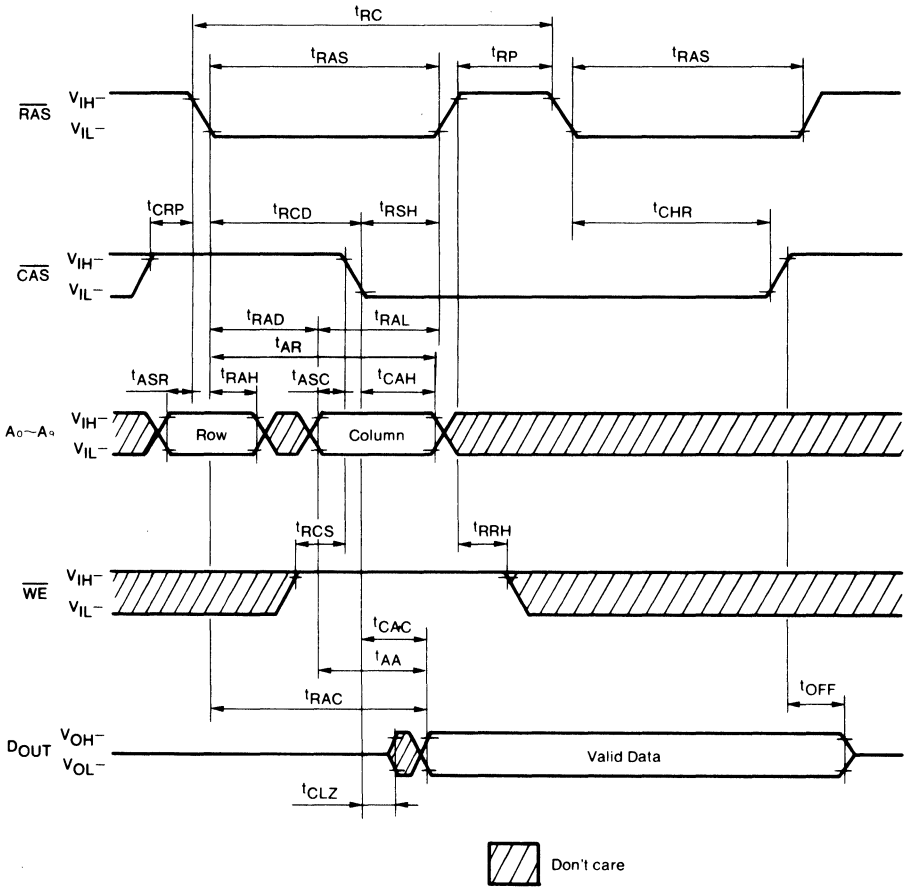 tRC
tRAS tRP tRAS
RAS VIH-
VIL-
tCRP tRCD tRSH tCHR
CAS VIH-
VIL-
tRAD tRAL
tAR
tASR tRAH tASC tCAH
A0~A9 VIH-
VIL-
Row Column
tRCS tRRH
WE VIH-
VIL-
tCAC
tAA
tRAC tOFF
DOUT VOH-
VOL-
Valid Data
tCLZ
Don't care